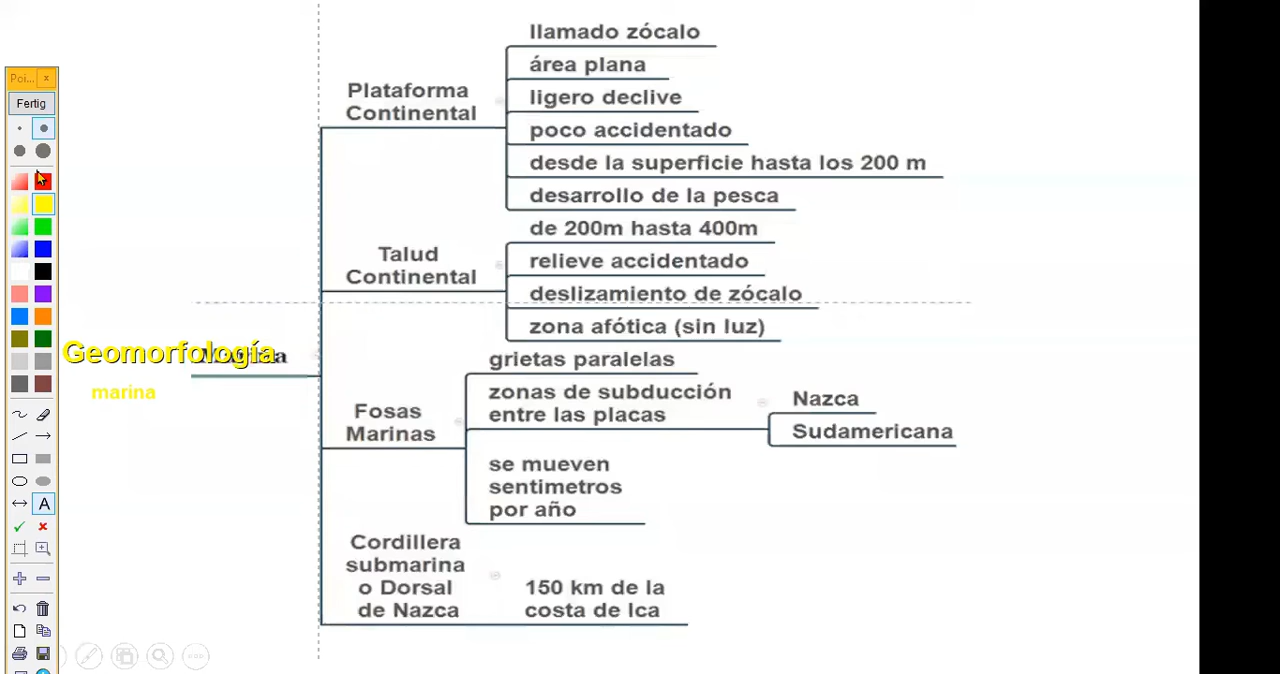 Poi...
x
Fertig
A
Geomorfología
marina
Plataforma
Continental
llamado zócalo
área plana
ligero declive
poco accidentado
desde la superficie hasta los 200 m
desarrollo de la pesca
Talud
Continental
de 200m hasta 400m
relieve accidentado
deslizamiento de zócalo
zona afótica (sin luz)
Fosas
Marinas
grietas paralelas
zonas de subducción
entre las placas
Nazca
Sudamericana
se mueven
sentimetros
por año
Cordillera
submarina
o Dorsal
de Nazca
150 km de la
costa de Ica